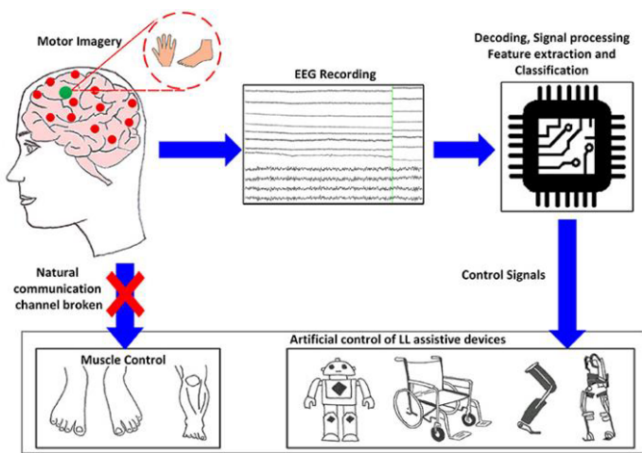 Motor Imagery
EEG Recording
Decoding, Signal processing
Feature extraction and
Classification
Natural
communication
channel broken
Control Signals
Artificial control of LL assistive devices
Muscle Control